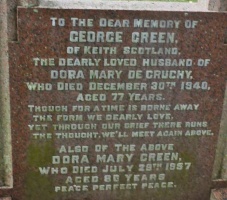 TO THE DEAR MEMORY OF
GEORGE GREEN,
OF KEITH SCOTLAND,
THE DEARLY LOVED HUSBAND OF
DORA MARY DE GRUCHY,
WHO DIED DECEMBER 30TH 1940,
AGED 77 YEARS.
THOUGH FOR A TIME IS BORNE AWAY
THE FORM WE DEARLY LOVE,
YET THROUGH OUR GRIEF THERE RUNS
THE THOUGHT, WE'LL MEET AGAIN ABOVE.
ALSO OF THE ABOVE
DORA MARY GREEN,
WHO DIED JULY 29TH 1957
AGED 80 YEARS
PEACE PERFECT PEACE.